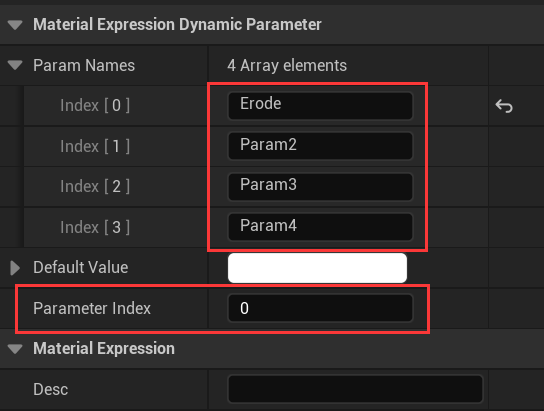 Material Expression Dynamic Parameter
Param Names 4 Array elements
Index [ 0 ] Erode
Index [ 1 ] Param2
Index [ 2 ] Param3
Index [ 3 ] Param4
Default Value
Parameter Index 0
Material Expression
Desc